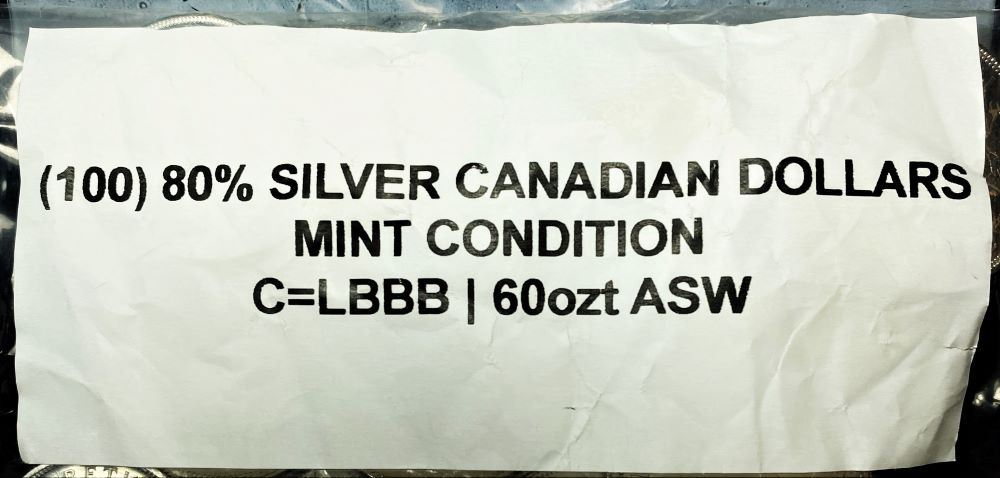 (100) 80% SILVER CANADIAN DOLLARS
MINT CONDITION
C=LBBB | 60ozt ASW